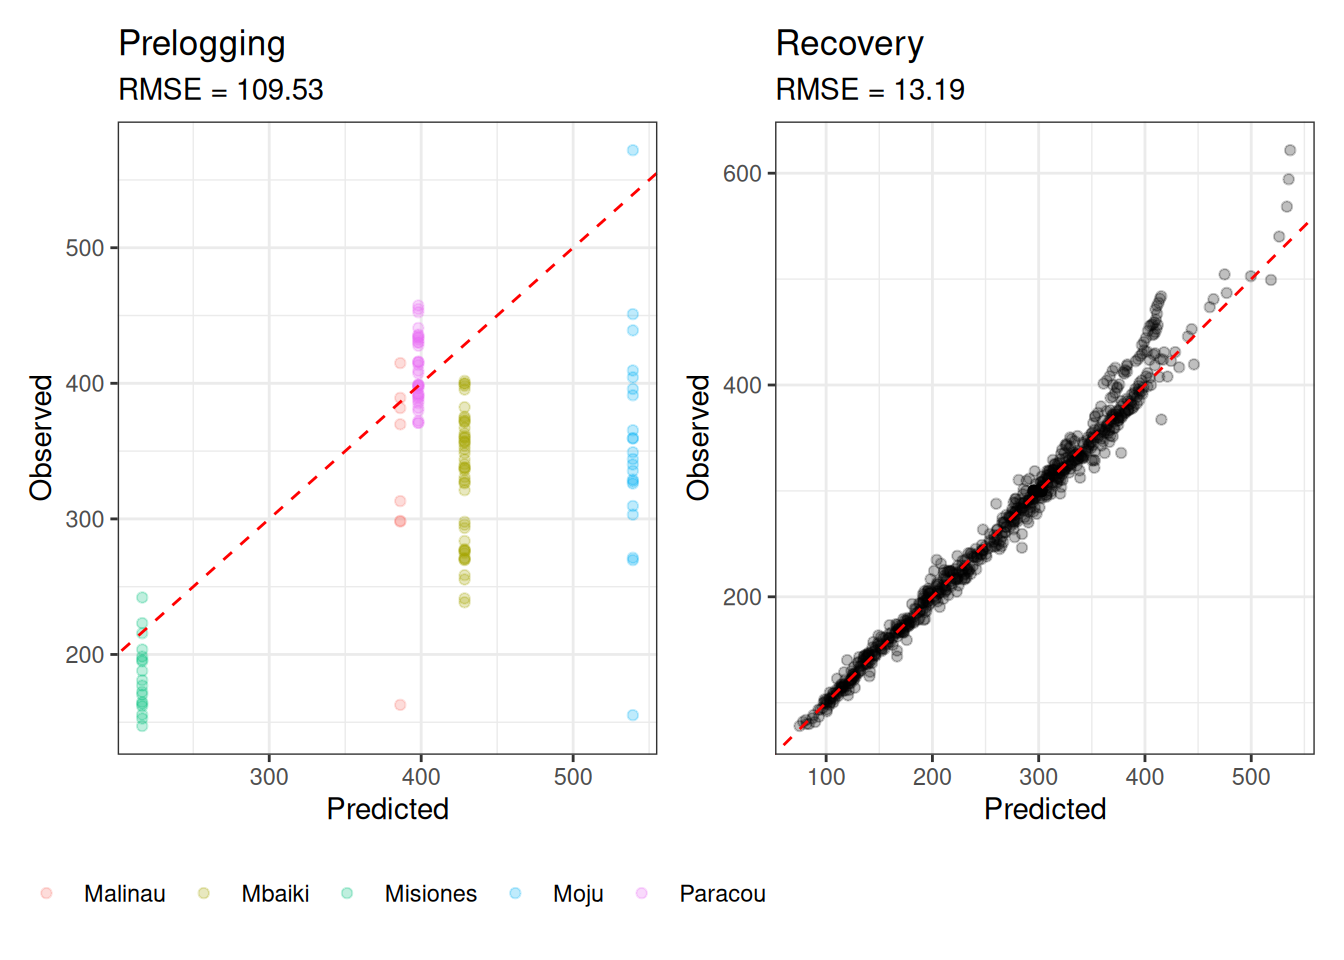 Prelogging
RMSE = 109.53
Observed
500
400
300
200
300 400 500
Predicted
Recovery
RMSE = 13.19
Observed
600
400
200
100 200 300 400 500
Predicted
Malinau Mbaiki Misiones Moju Paracou